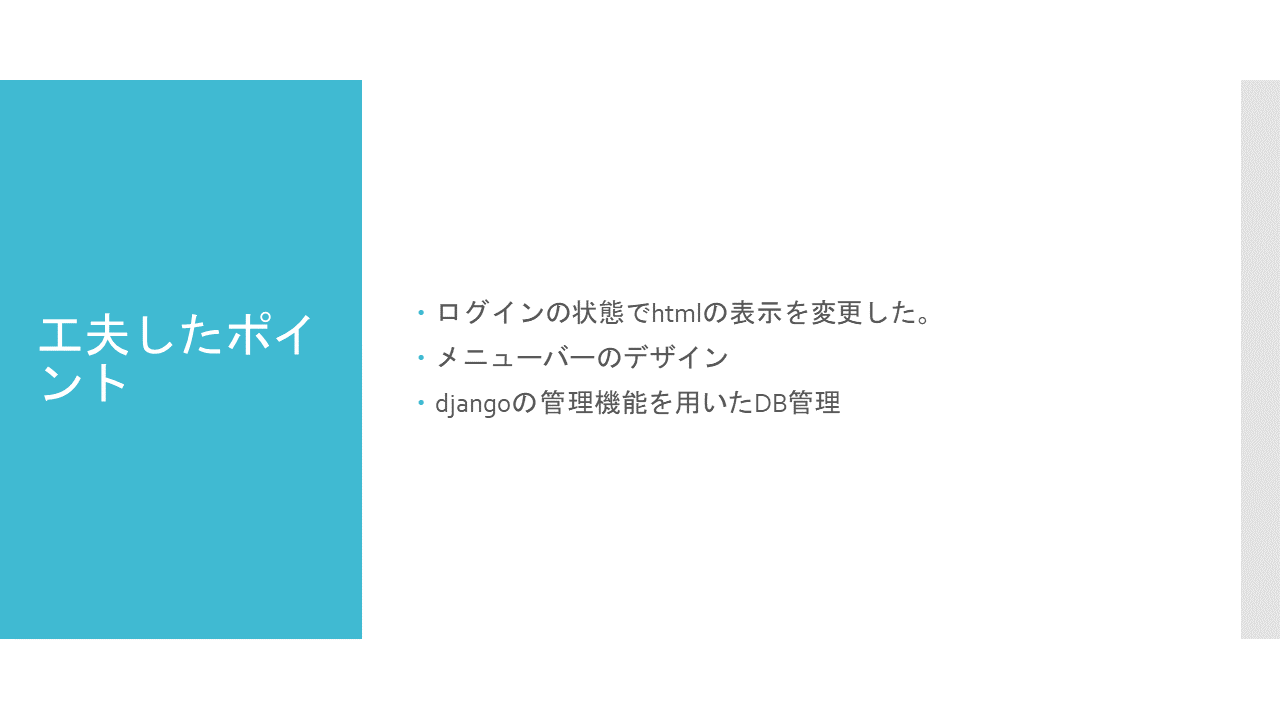 工夫したポイ
ント
ログインの状態でhtmlの表示を変更した。
メニューバーのデザイン
djangoの管理機能を用いたDB管理